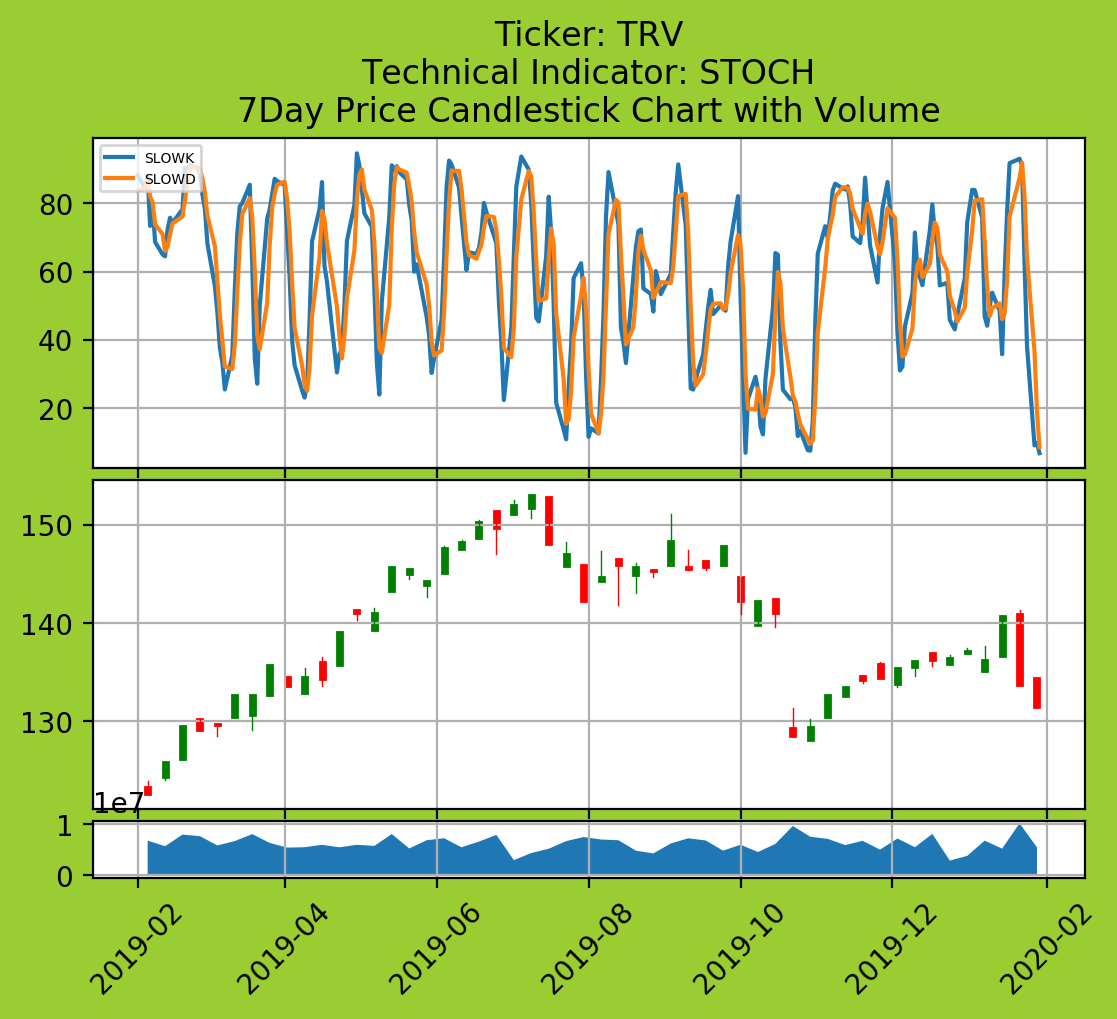 Ticker: TRV
Technical Indicator: STOCH
7Day Price Candlestick Chart with Volume
SLOWK
SLOWD
80
60
40
20
150
140
130
1e7
1
0
2019-02
2019-04
2019-06
2019-08
2019-10
2019-12
2020-02